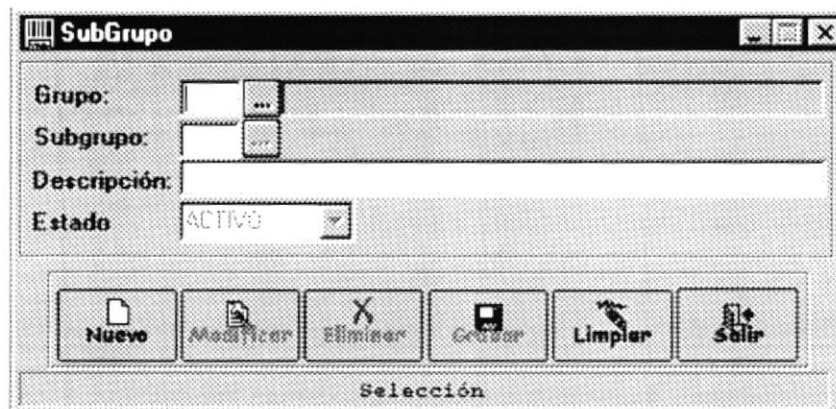 SubGrupo
Grupo: ...
Subgrupo: ...
Descripción:
Estado ACTIVO
Nuevo Modificar Eliminar Grabar Limpiar Salir
Selección